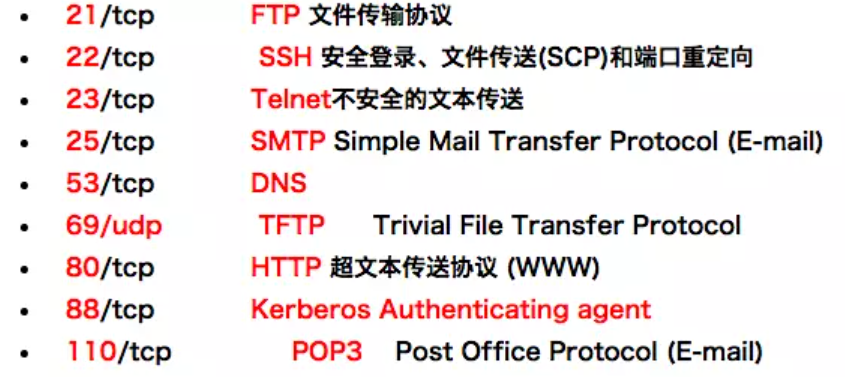 • 21/tcp FTP 文件传输协议
• 22/tcp SSH 安全登录、文件传送(SCP)和端口重定向
• 23/tcp Telnet不安全的文本传送
• 25/tcp SMTP Simple Mail Transfer Protocol (E-mail)
• 53/tcp DNS
• 69/udp TFTP Trivial File Transfer Protocol
• 80/tcp HTTP 超文本传送协议 (WWW)
• 88/tcp Kerberos Authenticating agent
• 110/tcp POP3 Post Office Protocol (E-mail)